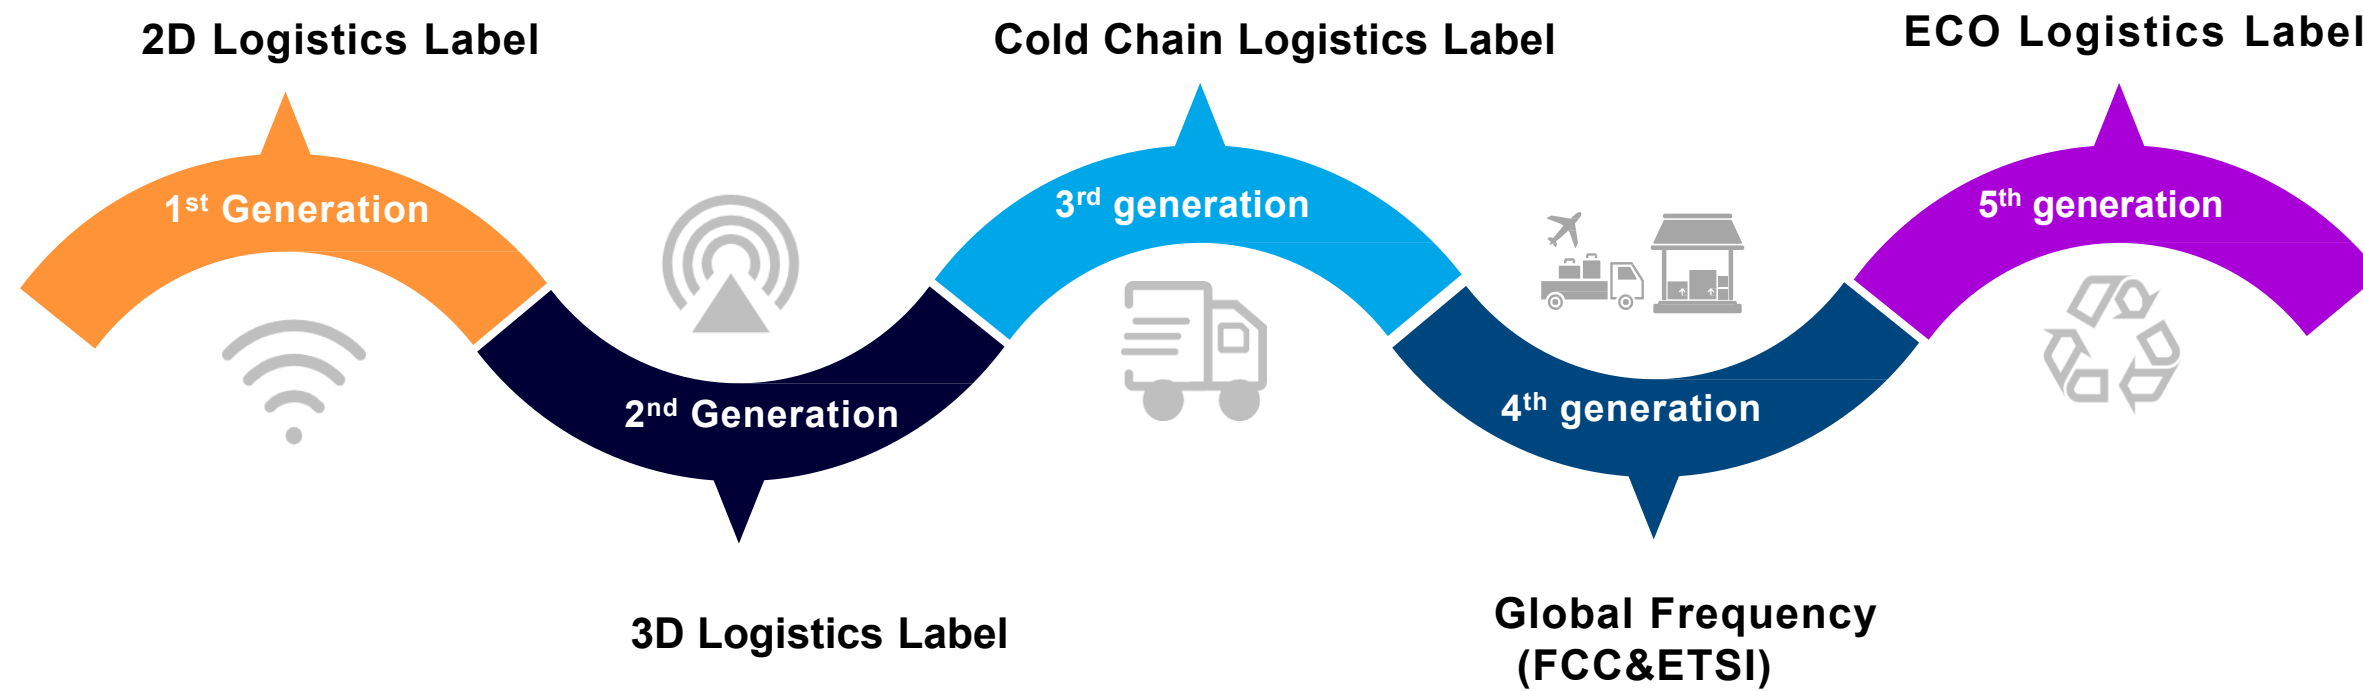 2D Logistics Label
Cold Chain Logistics Label
ECO Logistics Label
1st Generation
2nd Generation
3rd generation
4th generation
5th generation
3D Logistics Label
Global Frequency
(FCC&ETSI)